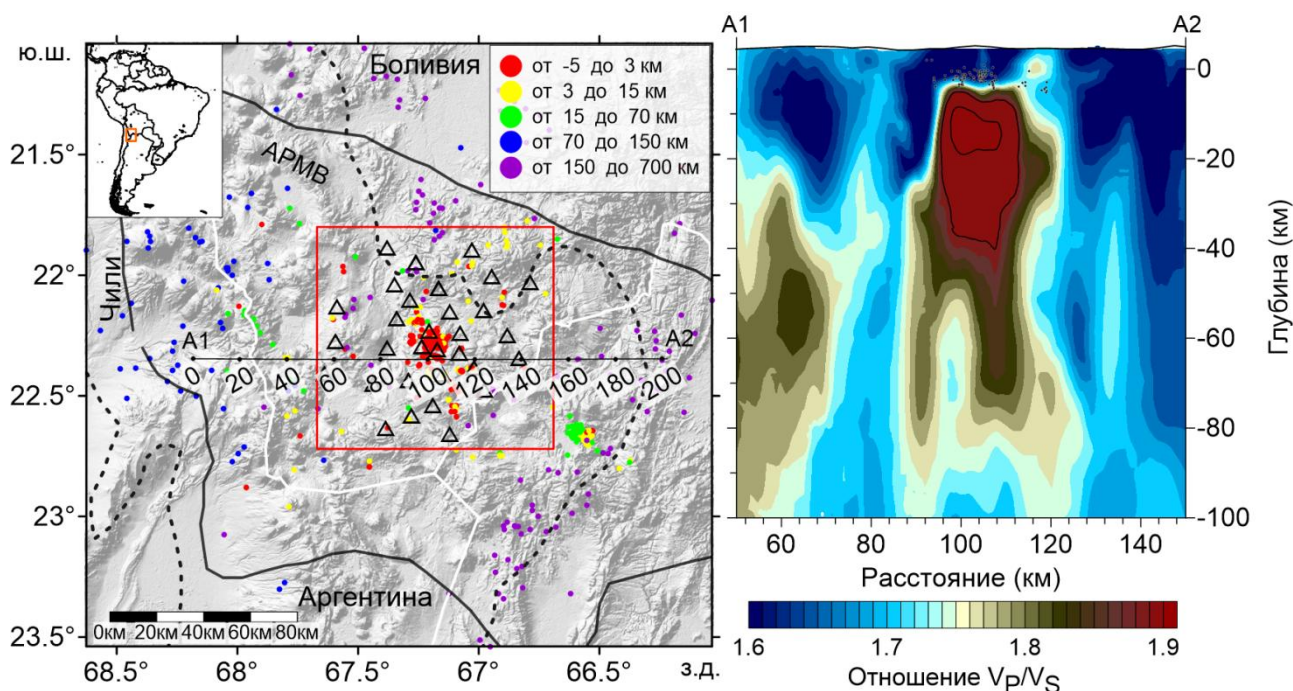 ю.ш.
21.5°
22°
22.5°
23°
23.5°
68.5°
68°
67.5°
67°
66.5°
з.д.
Боливия
АРМВ
Чили
Аргентина
от -5 до 3 км
от 3 до 15 км
от 15 до 70 км
от 70 до 150 км
от 150 до 700 км
A1
A2
0 20 40 60 80 100 120 140 160 180 200
0км 20км 40км 60км 80км
A1
A2
0
-20
-40
-60
-80
-100
Глубина (км)
60 80 100 120 140
Расстояние (км)
1.6 1.7 1.8 1.9
Отношение VP/VS